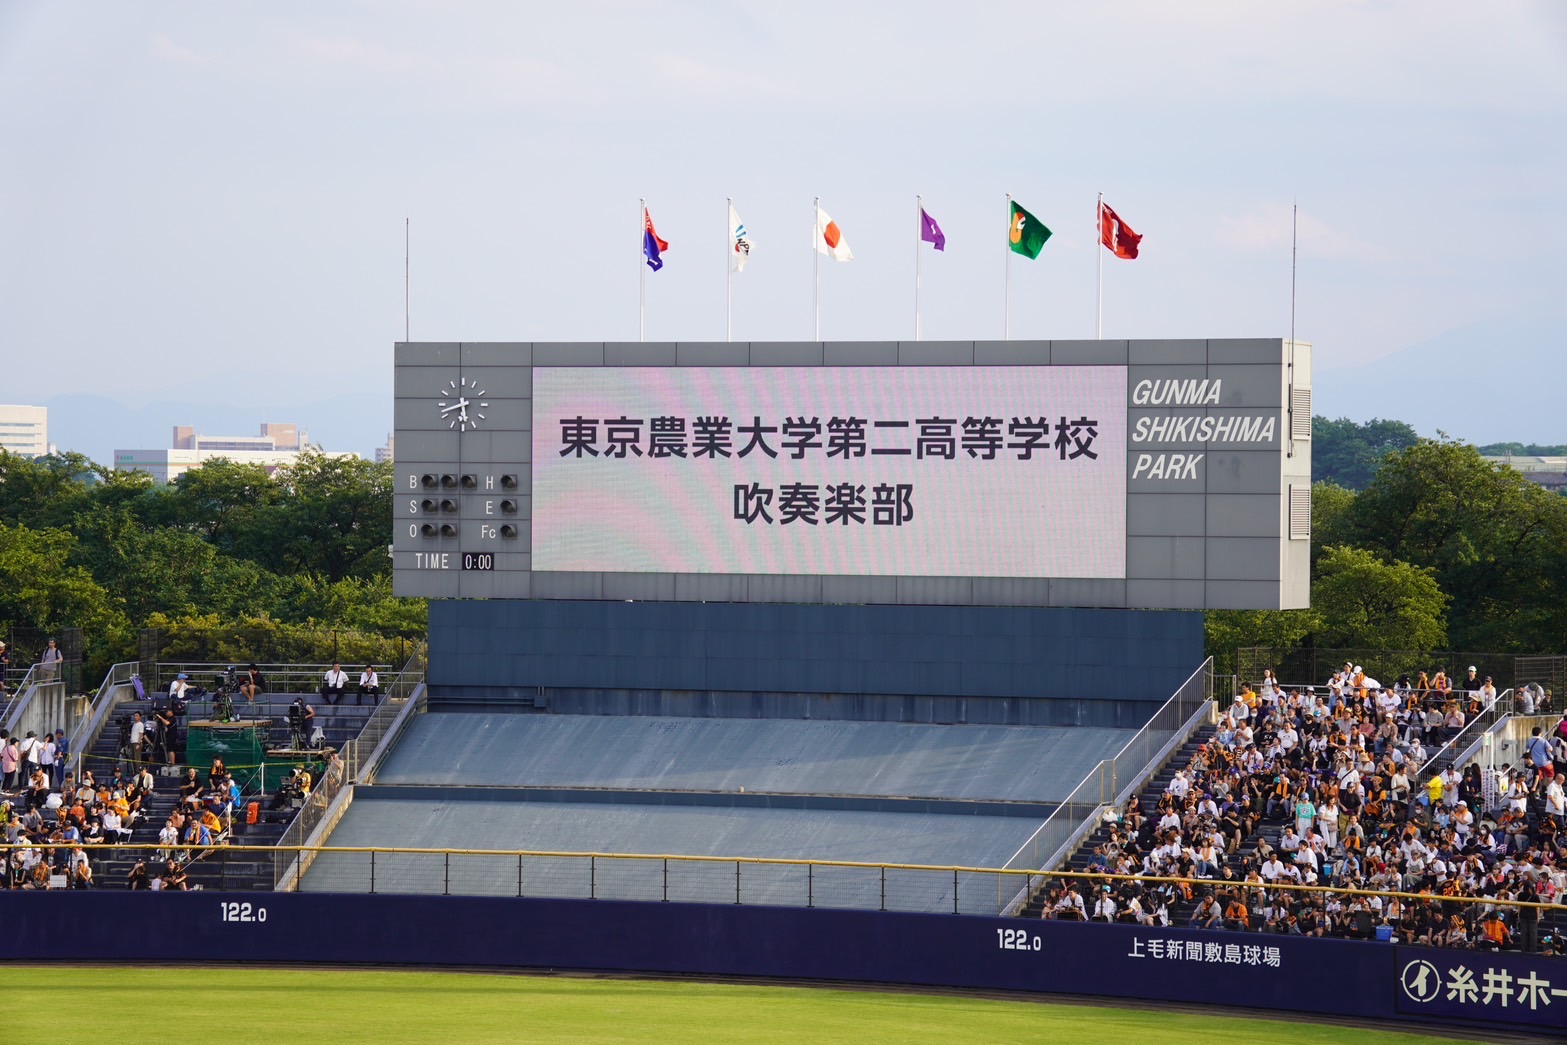 東京農業大学第二高等学校
吹奏楽部
GUNMA
SHIKISHIMA
PARK
B H
S E
O Fc
TIME 0:00
122.0
122.0
上毛新聞敷島球場
糸井ホー